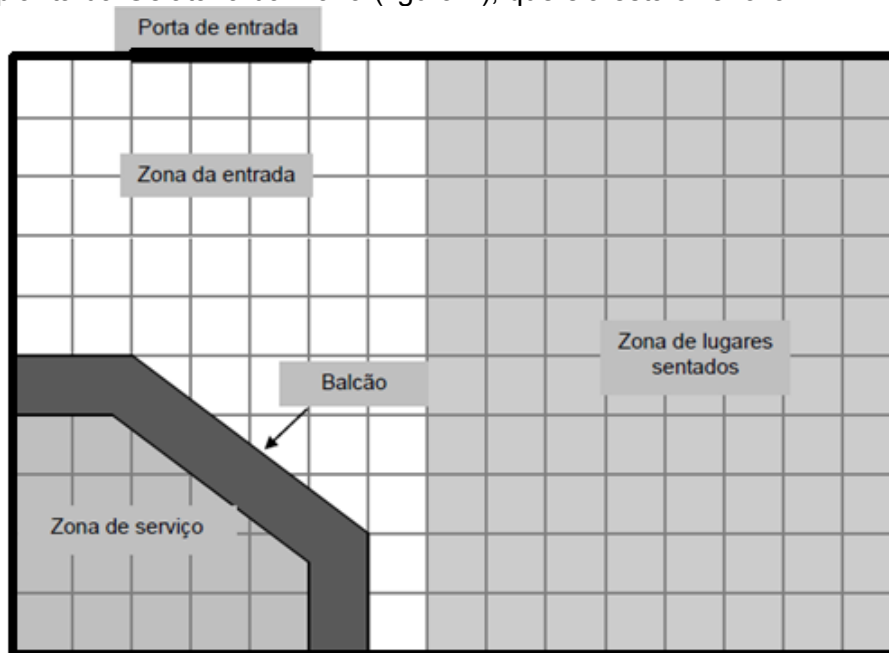 Porta de entrada
Zona da entrada
Zona de lugares
sentados
Balcão
Zona de serviço